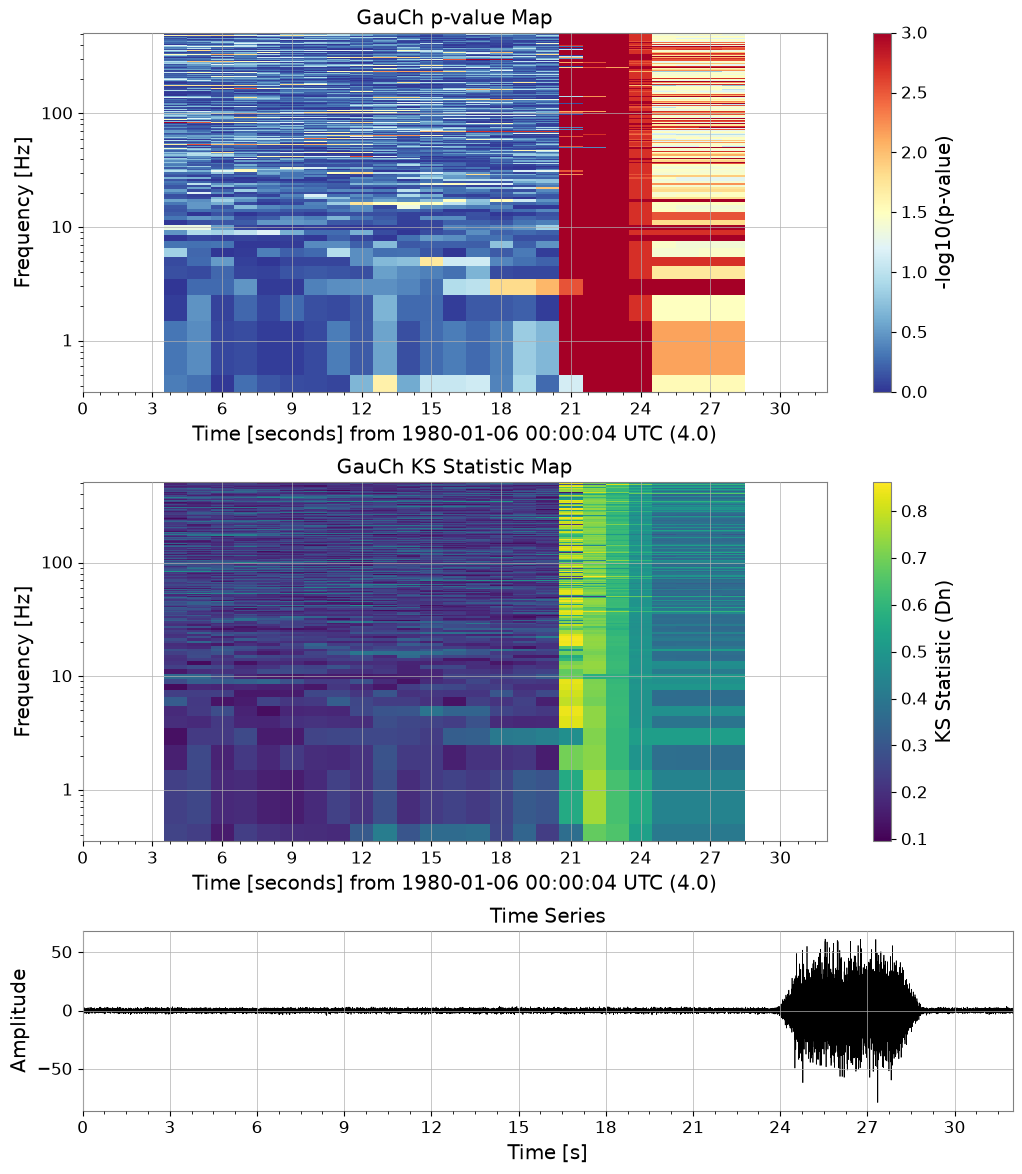 GauCh p-value Map
Frequency [Hz]
100
10
1
0 3 6 9 12 15 18 21 24 27 30
Time [seconds] from 1980-01-06 00:00:04 UTC (4.0)
3.0
2.5
2.0
1.5
1.0
0.5
0.0
-log10(p-value)
GauCh KS Statistic Map
Frequency [Hz]
100
10
1
0 3 6 9 12 15 18 21 24 27 30
Time [seconds] from 1980-01-06 00:00:04 UTC (4.0)
0.8
0.7
0.6
0.5
0.4
0.3
0.2
0.1
KS Statistic (Dn)
Time Series
Amplitude
50
0
−50
0 3 6 9 12 15 18 21 24 27 30
Time [s]